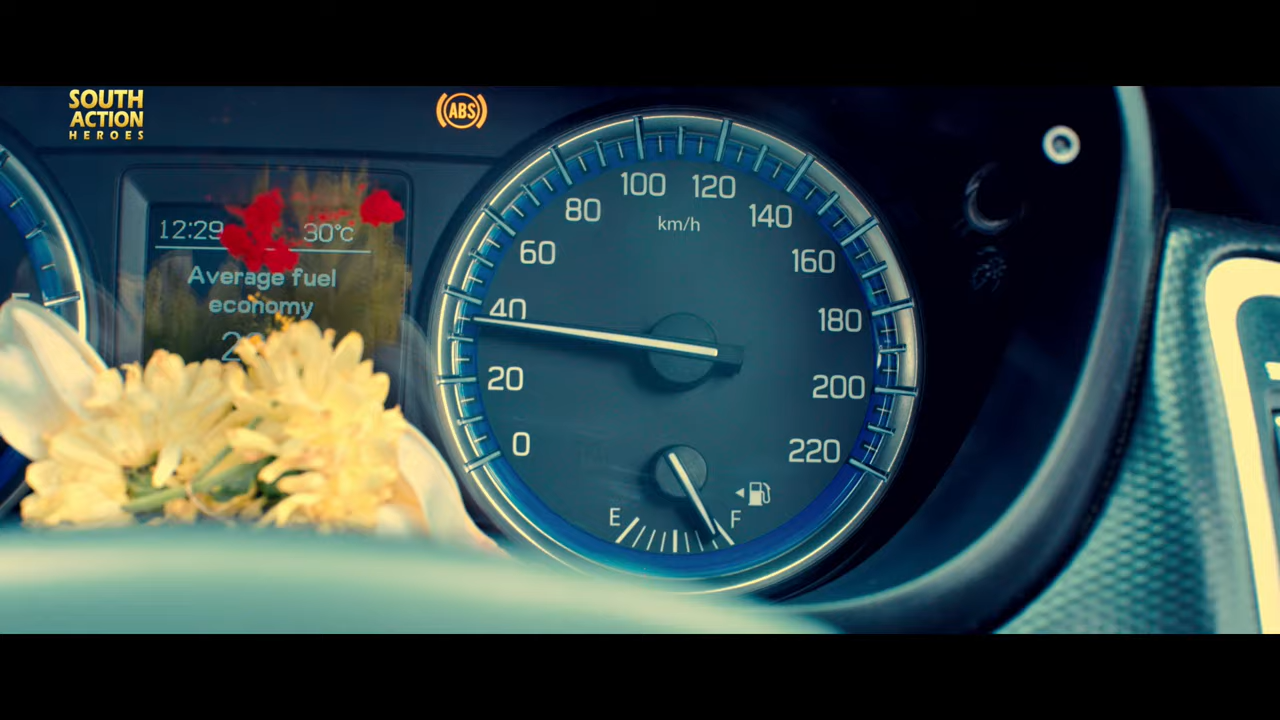 SOUTH
ACTION
HEROES
ABS
12:29 30°C
Average fuel
economy
100 120
80 140
km/h
60 160
40 180
20 200
0 220
E F